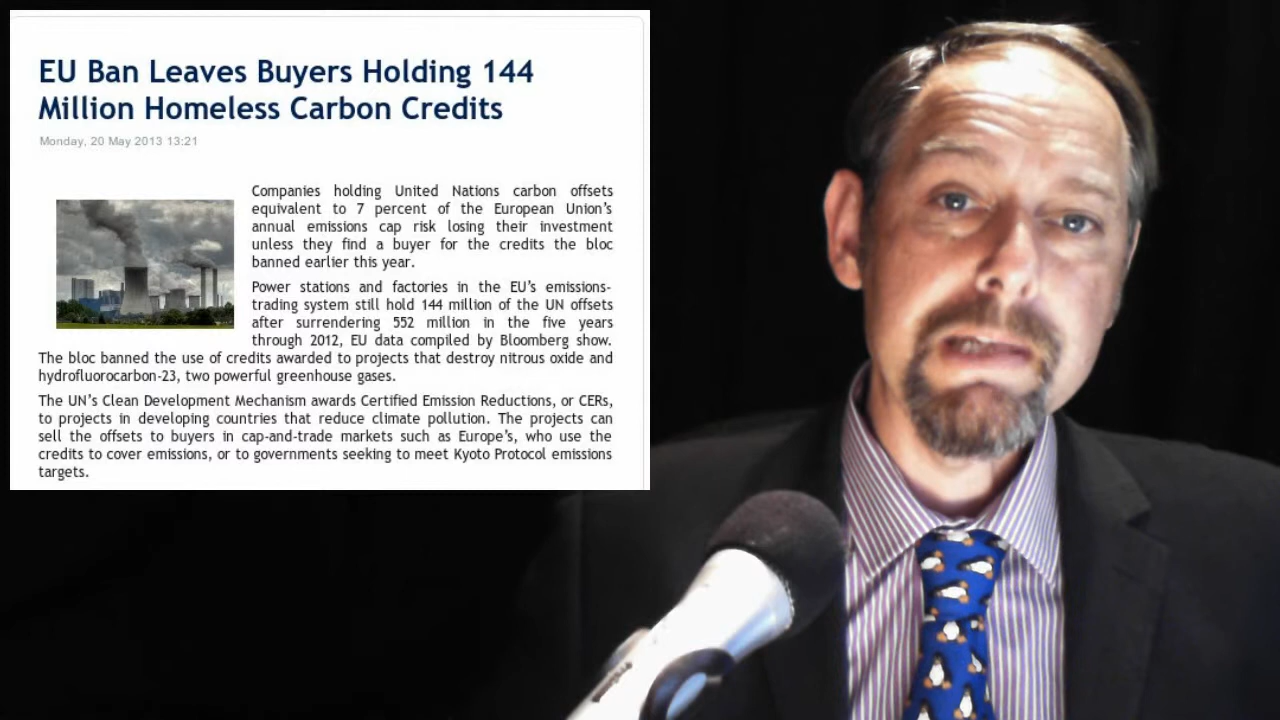 EU Ban Leaves Buyers Holding 144
Million Homeless Carbon Credits
Monday, 20 May 2013 13:21
Companies holding United Nations carbon offsets
equivalent to 7 percent of the European Union's
annual emissions cap risk losing their investment
unless they find a buyer for the credits the bloc
banned earlier this year.
Power stations and factories in the EU's emissions-
trading system still hold 144 million of the UN offsets
after surrendering 552 million in the five years
through 2012, EU data compiled by Bloomberg show.
The bloc banned the use of credits awarded to projects that destroy nitrous oxide and
hydrofluorocarbon-23, two powerful greenhouse gases.
The UN's Clean Development Mechanism awards Certified Emission Reductions, or CERs,
to projects in developing countries that reduce climate pollution. The projects can
sell the offsets to buyers in cap-and-trade markets such as Europe's, who use the
credits to cover emissions, or to governments seeking to meet Kyoto Protocol emissions
targets.